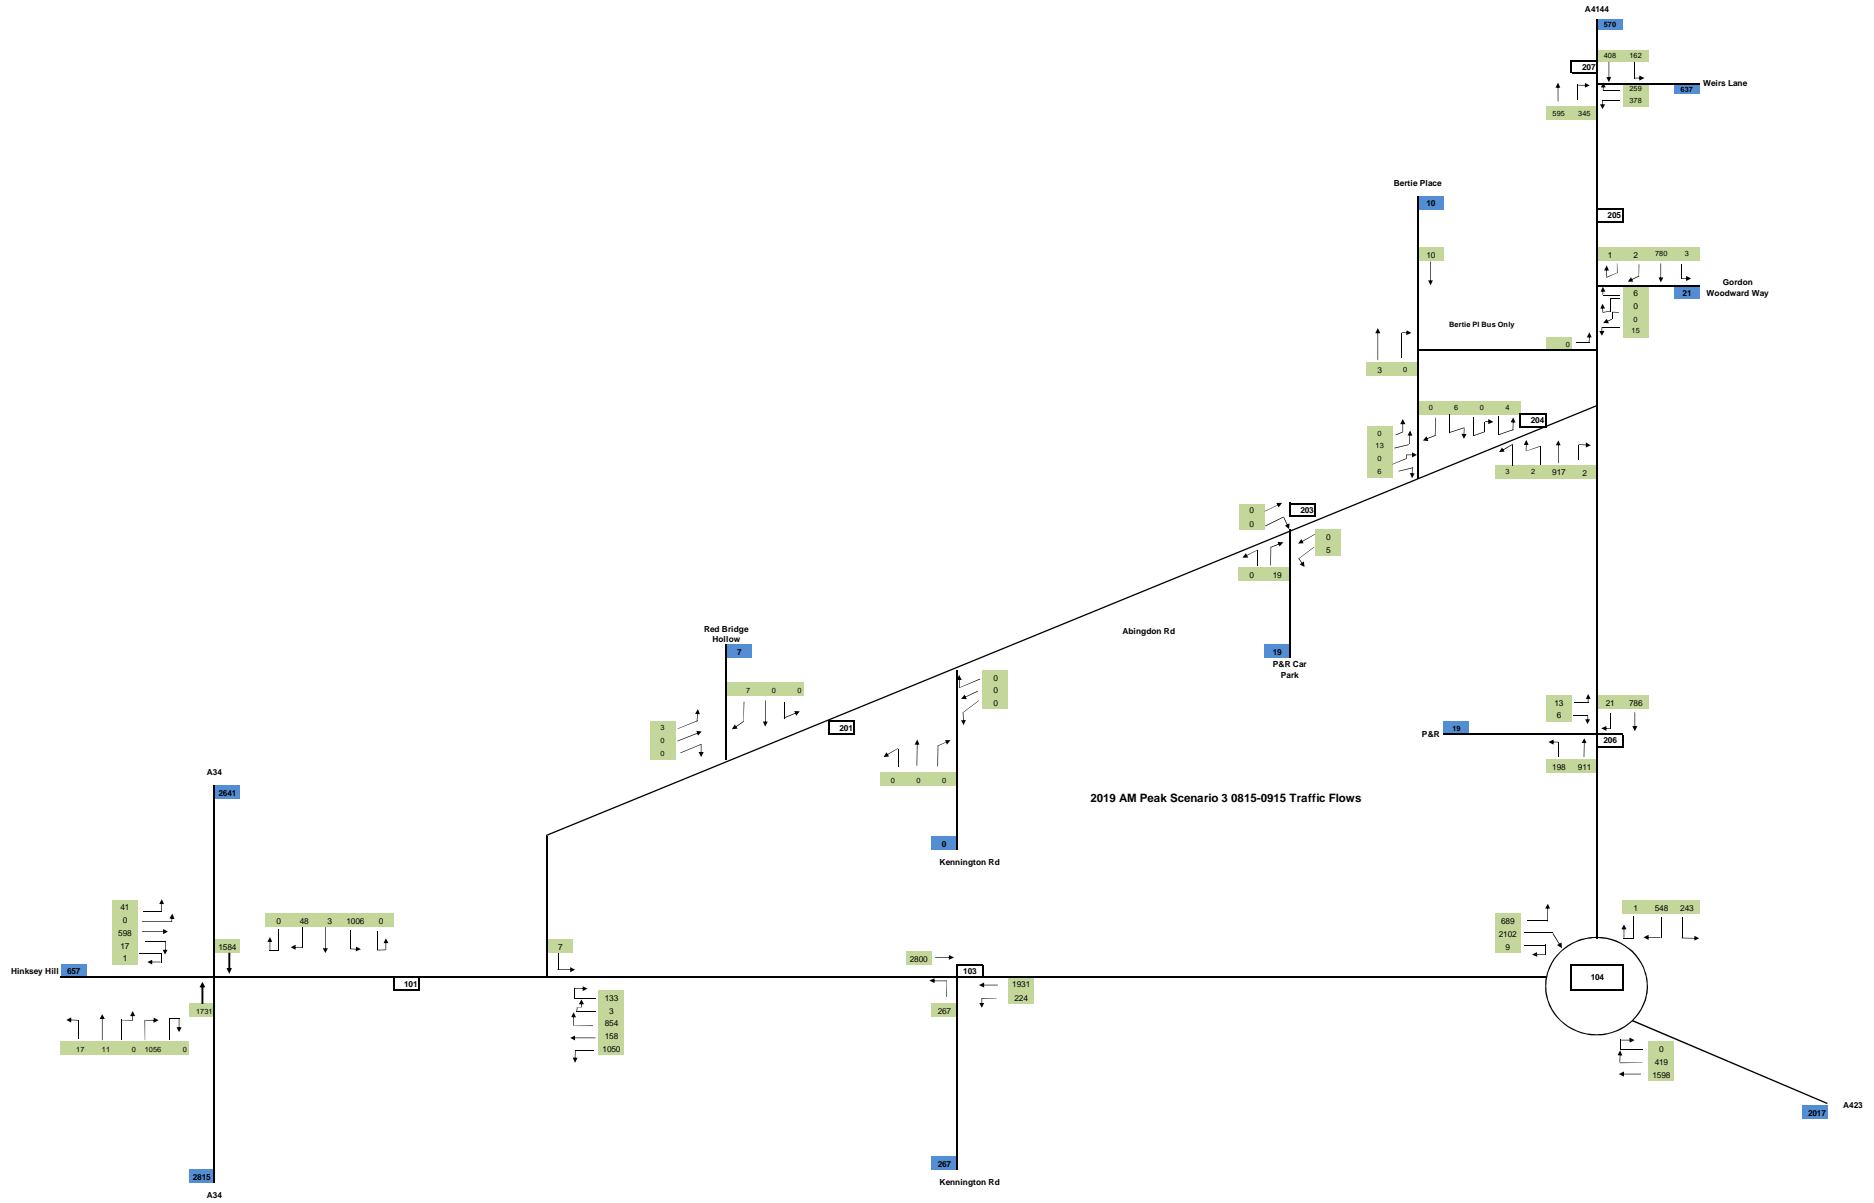 A4144
570
408 162
207
Weirs Lane
259
637
378
595 345
Bertie Place
10
205
10
1 2 780 3
Gordon
Woodward Way
6
21
0
0
15
Bertie Pl Bus Only
0
3 0
0 6 0 4
204
0
13
0
6
3 2 917 2
0
203
0
0
5
0 19
Abingdon Rd
Red Bridge
Hollow
7
19
P&R Car
Park
0
0
0
7 0 0
13
21 786
6
3
0
0
201
P&R
19
206
198 911
0 0 0
A34
2641
2019 AM Peak Scenario 3 0815-0915 Traffic Flows
0
Kennington Rd
41
0
598
17
1
0 48 3 1006 0
1584
7
689
2102
9
1 548 243
2800
Hinksey Hill
657
101
103
104
1931
224
267
133
3
854
158
1050
1731
17 11 0 1056 0
0
419
1598
2017
A423
267
Kennington Rd
2815
A34